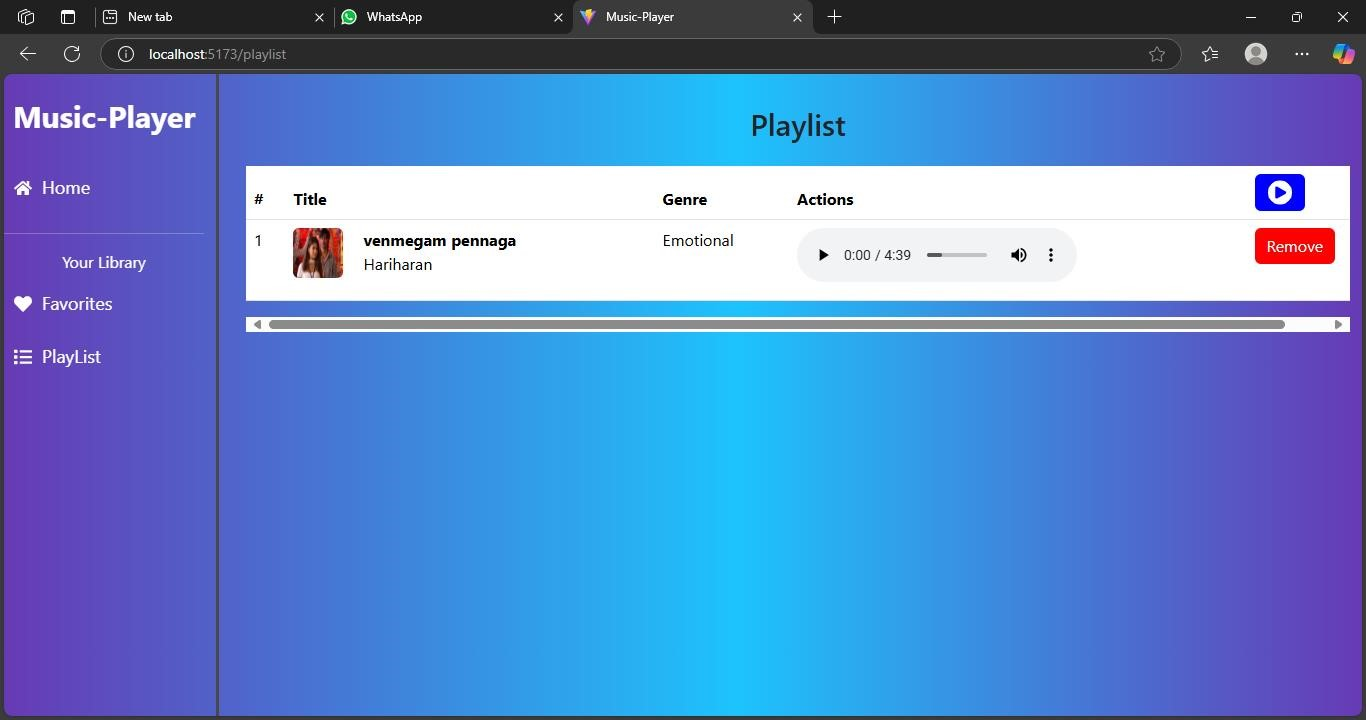 New tab
WhatsApp
Music-Player
localhost:5173/playlist
Music-Player
Home
Your Library
Favorites
PlayList
Playlist
# Title Genre Actions
1 venmegam pennaga Emotional 0:00 / 4:39 Remove
Hariharan